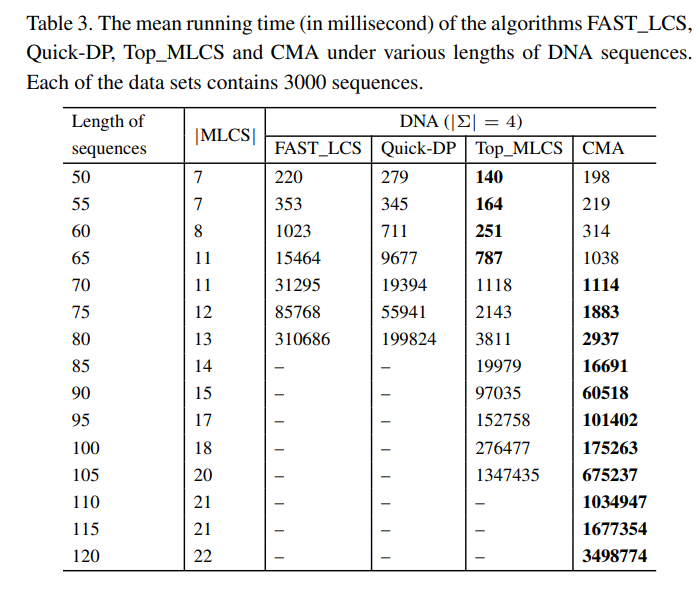 Table 3. The mean running time (in millisecond) of the algorithms FAST_LCS,
Quick-DP, Top_MLCS and CMA under various lengths of DNA sequences.
Each of the data sets contains 3000 sequences.
Length of sequences |MLCS| DNA (|Σ| = 4)
FAST_LCS Quick-DP Top_MLCS CMA
50 7 220 279 140 198
55 7 353 345 164 219
60 8 1023 711 251 314
65 11 15464 9677 787 1038
70 11 31295 19394 1118 1114
75 12 85768 55941 2143 1883
80 13 310686 199824 3811 2937
85 14 – – 19979 16691
90 15 – – 97035 60518
95 17 – – 152758 101402
100 18 – – 276477 175263
105 20 – – 1347435 675237
110 21 – – – 1034947
115 21 – – – 1677354
120 22 – – – 3498774